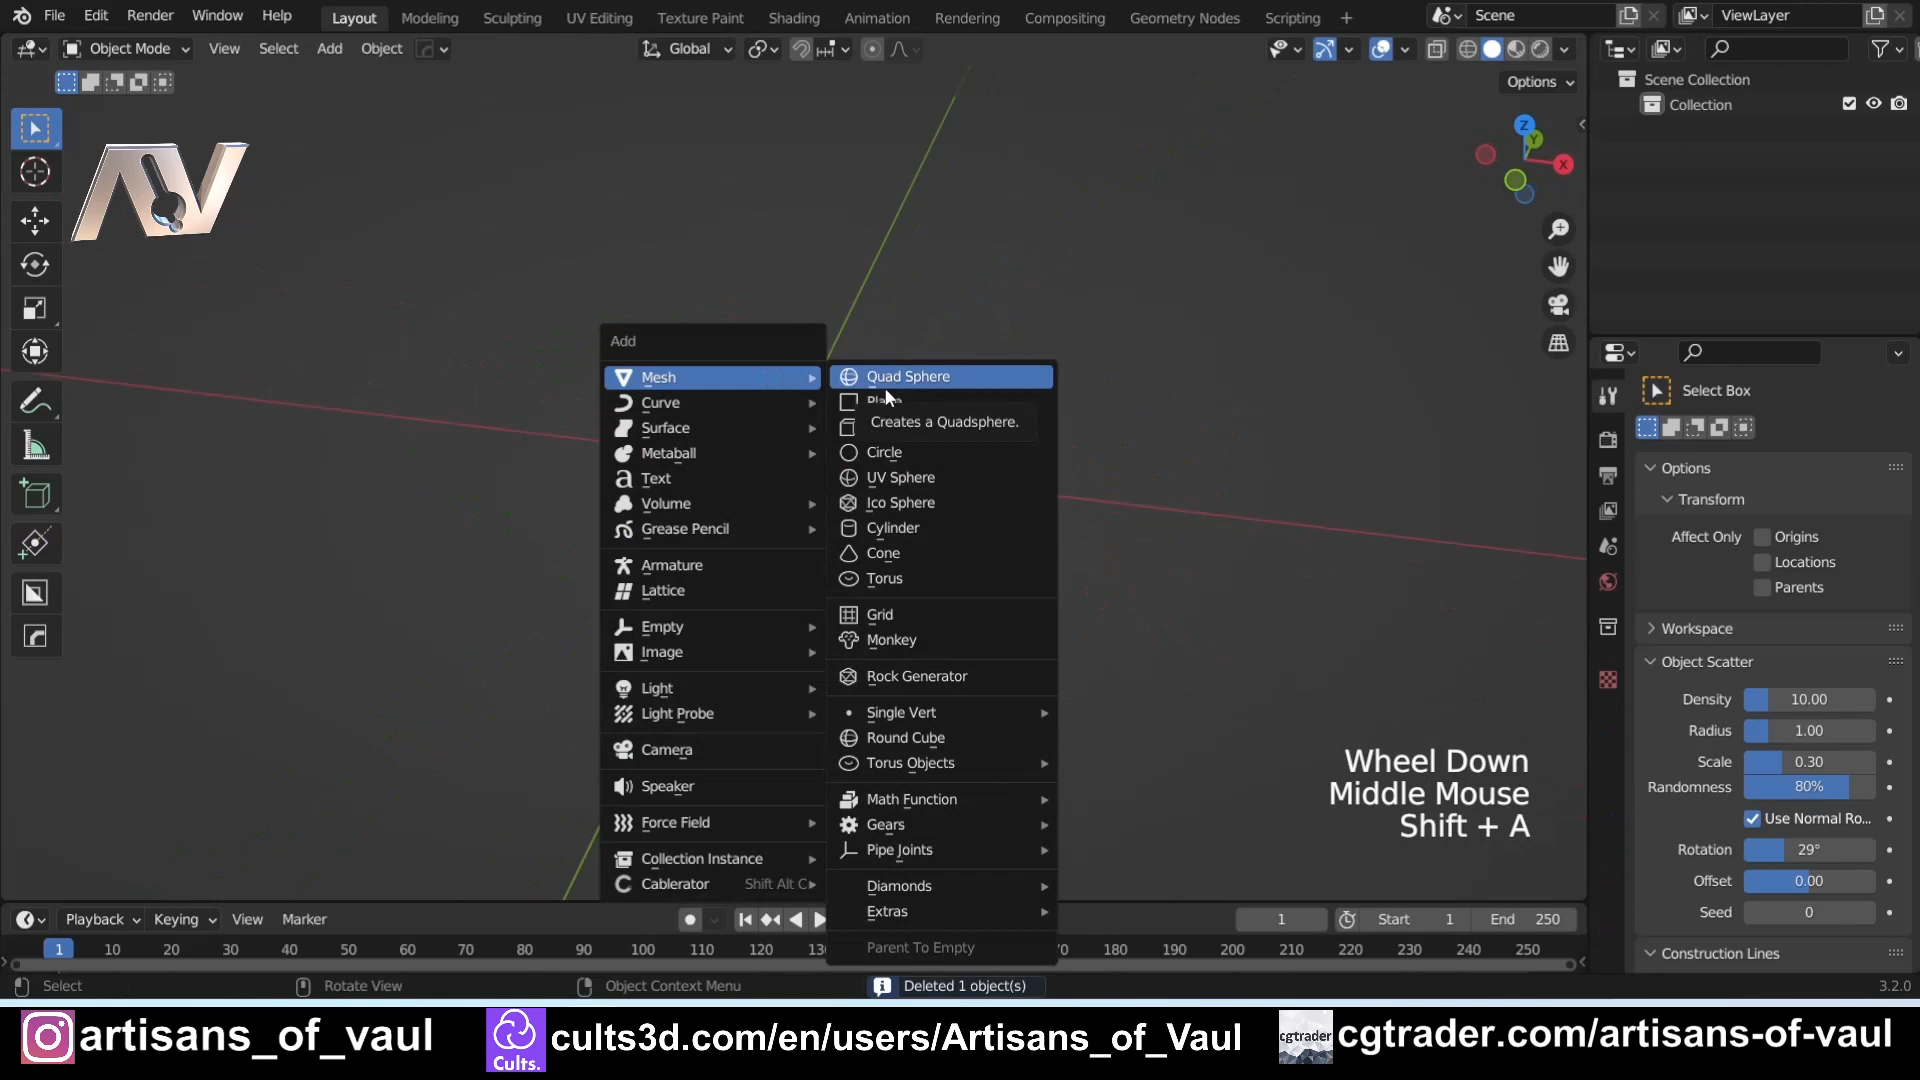 File Edit Render Window Help Layout Modeling Sculpting UV Editing Texture Paint Shading Animation Rendering Compositing Geometry Nodes Scripting + Scene ViewLayer
Object Mode View Select Add Object Global
Options
Scene Collection
Collection
Add
Mesh
Curve
Surface
Metaball
Text
Volume
Grease Pencil
Armature
Lattice
Empty
Image
Light
Light Probe
Camera
Speaker
Force Field
Collection Instance
Cablerator Shift Alt C
Quad Sphere
Creates a Quadsphere.
Circle
UV Sphere
Ico Sphere
Cylinder
Cone
Torus
Grid
Monkey
Rock Generator
Single Vert
Round Cube
Torus Objects
Math Function
Gears
Pipe Joints
Diamonds
Extras
Parent To Empty
Z
Y
X
Wheel Down
Middle Mouse
Shift + A
Select Box
Options
Transform
Affect Only Origins
Locations
Parents
Workspace
Object Scatter
Density 10.00
Radius 1.00
Scale 0.30
Randomness 80%
Use Normal Ro...
Rotation 29°
Offset 0.00
Seed 0
Construction Lines
Playback Keying View Marker 1 Start 1 End 250
1 10 20 30 40 50 60 70 80 90 100 110 120 180 190 200 210 220 230 240 250
Select Rotate View Object Context Menu Deleted 1 object(s) 3.2.0
artisans_of_vaul Cults. cults3d.com/en/users/Artisans_of_Vaul cgtrader cgtrader.com/artisans-of-vaul